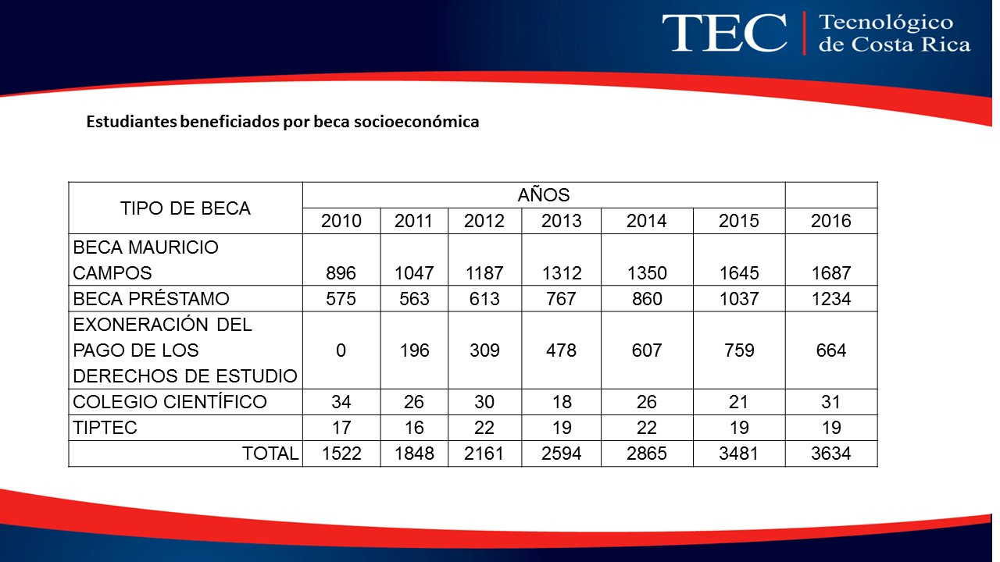 TEC
Tecnológico
de Costa Rica
Estudiantes beneficiados por beca socioeconómica
TIPO DE BECA
AÑOS
2010 2011 2012 2013 2014 2015 2016
BECA MAURICIO
CAMPOS 896 1047 1187 1312 1350 1645 1687
BECA PRÉSTAMO 575 563 613 767 860 1037 1234
EXONERACIÓN DEL
PAGO DE LOS 0 196 309 478 607 759 664
DERECHOS DE ESTUDIO
COLEGIO CIENTÍFICO 34 26 30 18 26 21 31
TIPTEC 17 16 22 19 22 19 19
TOTAL 1522 1848 2161 2594 2865 3481 3634